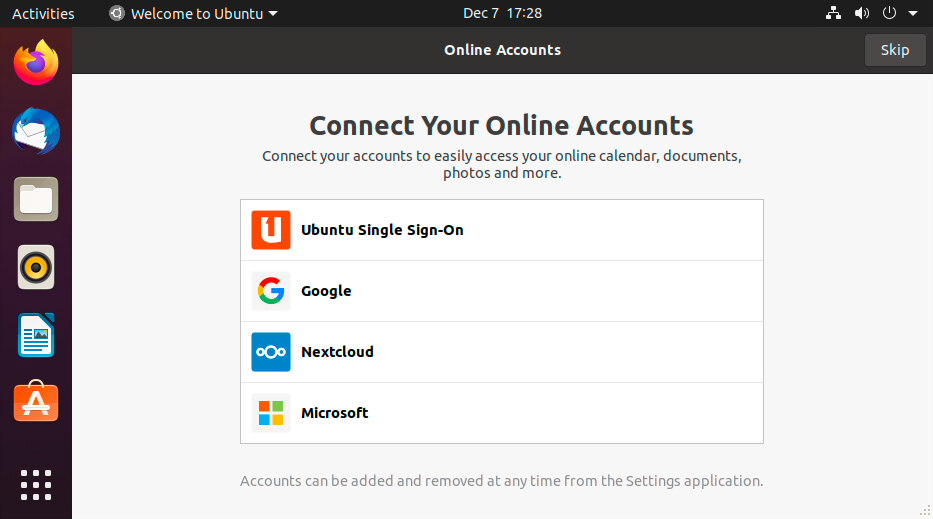 Activities Welcome to Ubuntu Dec 7 17:28
Online Accounts Skip
Connect Your Online Accounts
Connect your accounts to easily access your online calendar, documents,
photos and more.
Ubuntu Single Sign-On
Google
Nextcloud
Microsoft
Accounts can be added and removed at any time from the Settings application.